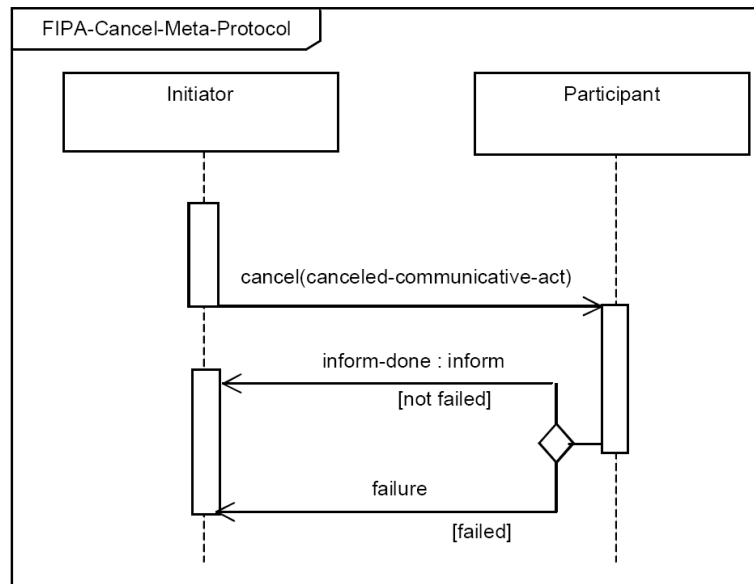 FIPA-Cancel-Meta-Protocol
Initiator
Participant
cancel(canceled-communicative-act)
inform-done : inform
[not failed]
failure
[failed]